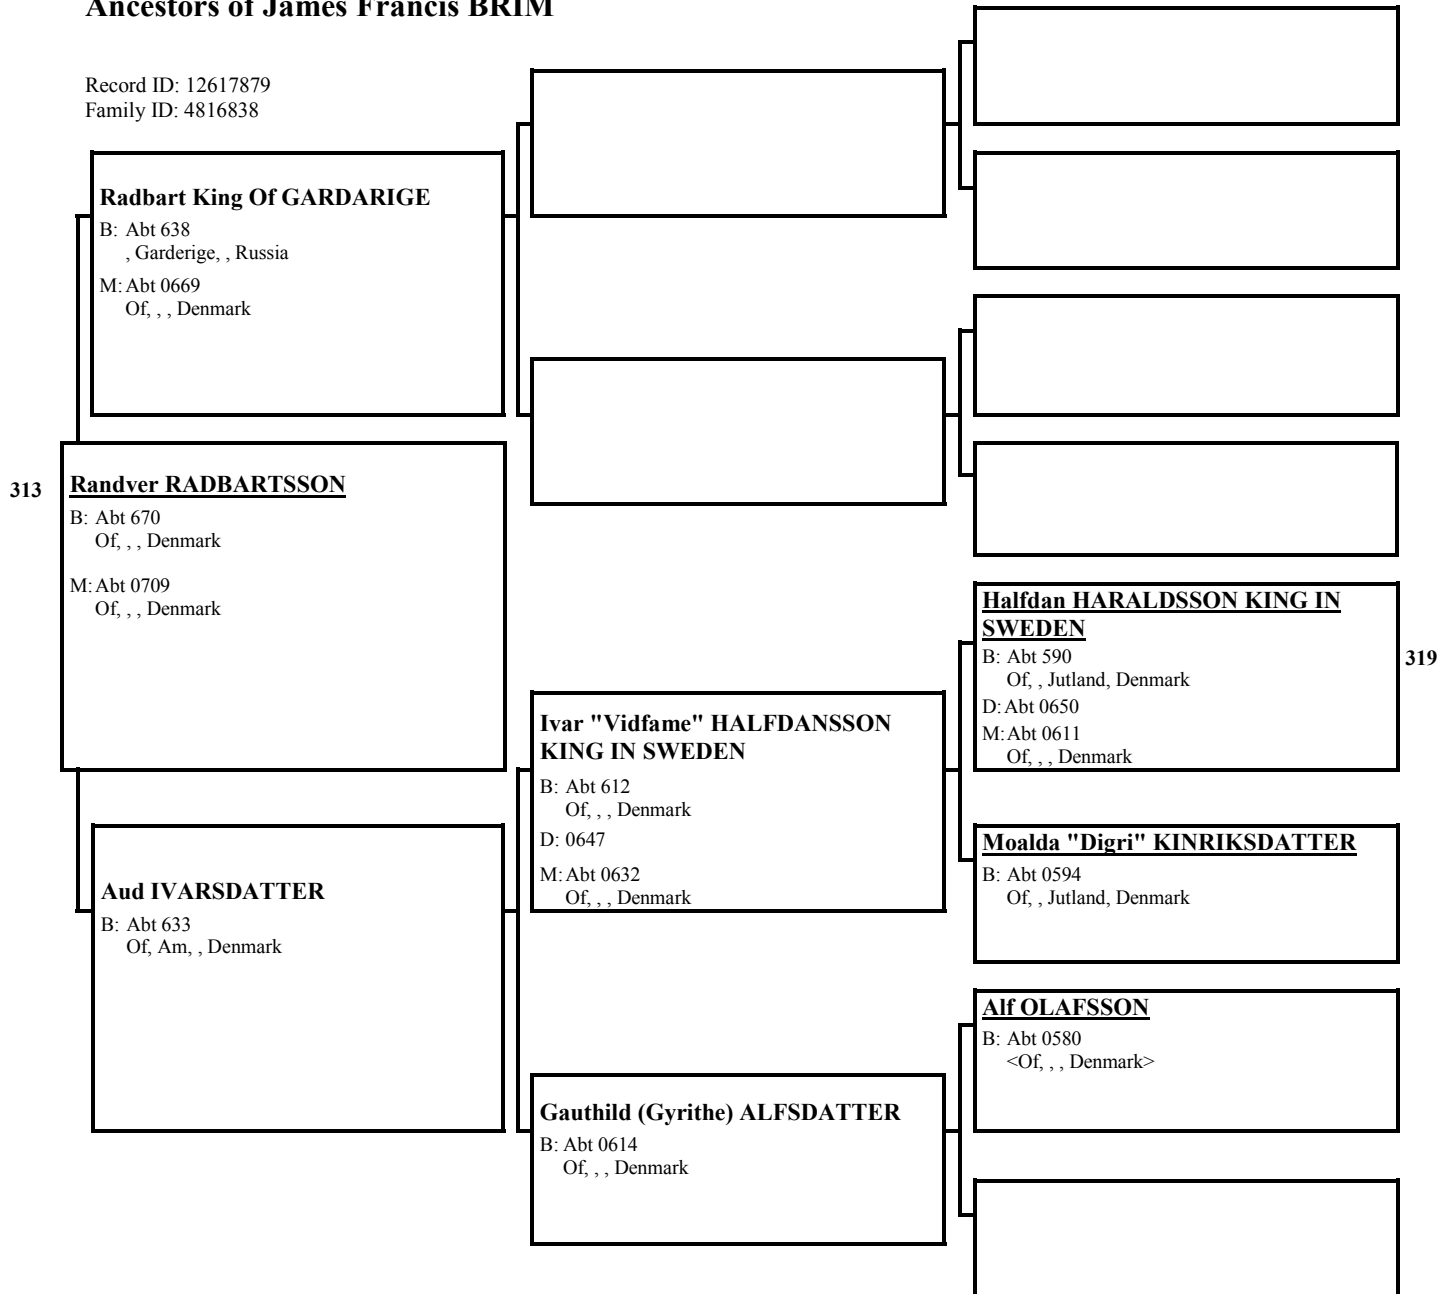 Ancestors of James Francis BRIM
Record ID: 12617879
Family ID: 4816838
Radbart King Of GARDARIGE
B: Abt 638
, Garderige, , Russia
M: Abt 0669
Of, , , Denmark
313
Randver RADBARTSSON
B: Abt 670
Of, , , Denmark
M: Abt 0709
Of, , , Denmark
Aud IVARSDATTER
B: Abt 633
Of, Am, , Denmark
Ivar "Vidfame" HALFDANSSON
KING IN SWEDEN
B: Abt 612
Of, , , Denmark
D: 0647
M: Abt 0632
Of, , , Denmark
Gauthild (Gyrithe) ALFSDATTER
B: Abt 0614
Of, , , Denmark
Halfdan HARALDSSON KING IN
SWEDEN
B: Abt 590
Of, , Jutland, Denmark
D: Abt 0650
M: Abt 0611
Of, , , Denmark
319
Moalda "Digri" KINRIKSDATTER
B: Abt 0594
Of, , Jutland, Denmark
Alf OLAFSSON
B: Abt 0580
<Of, , , Denmark>